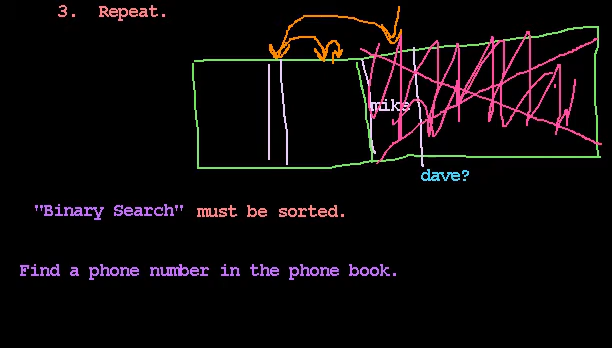 3. Repeat.
mike
dave?
"Binary Search" must be sorted.
Find a phone number in the phone book.